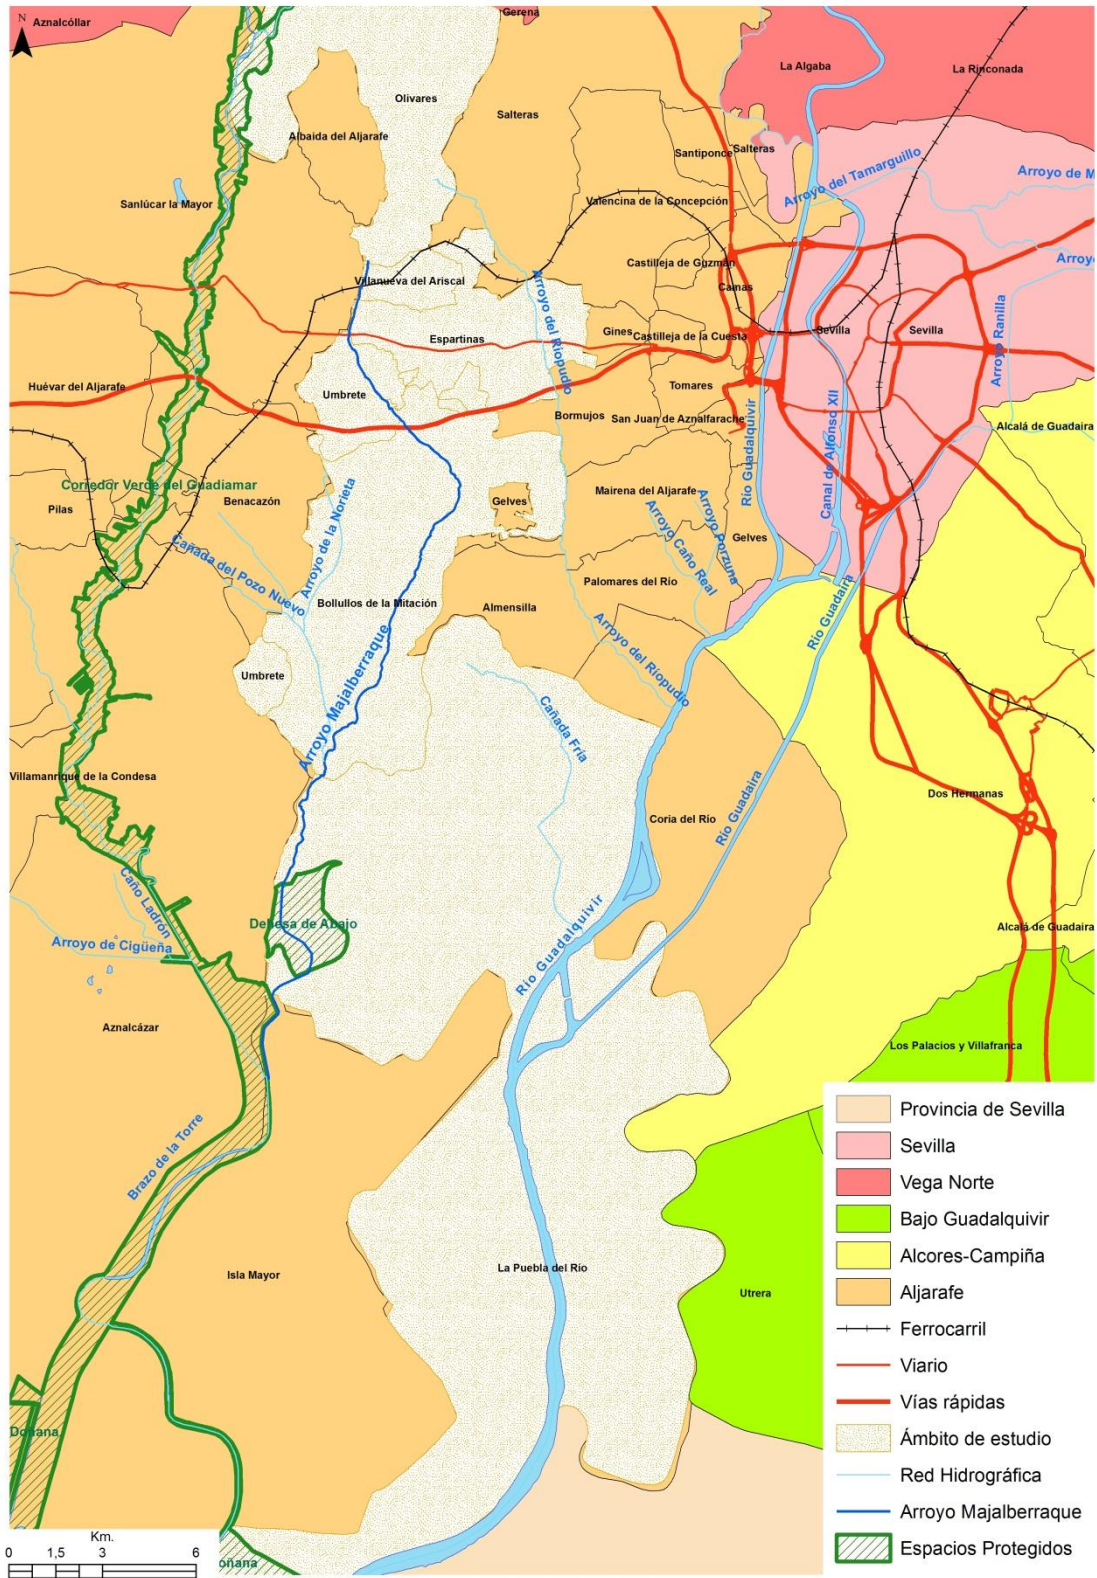 N
Aznalcóllar
Gerena
La Algaba
La Rinconada
Olivares
Salteras
Albaida del Aljarafe
Santiponce
Salteras
Arroyo del Tamarguillo
Arroyo de M
Sanlúcar la Mayor
Valencina de la Concepción
Arroyo
Castilleja de Guzmán
Villanueva del Ariscal
Camas
Arroyo del Ríopudio
Arroyo Ranilla
Espartinas
Gines
Castilleja de la Cuesta
Sevilla
Sevilla
Huévar del Aljarafe
Umbrete
Tomares
Bormujos
San Juan de Aznalfarache
Alcalá de Guadaira
Río Guadalquivir
Canal de Alfonso XII
Corredor Verde del Guadiamar
Pilas
Benacazón
Gelves
Mairena del Aljarafe
Arroyo de la Norieta
Arroyo Porzuna
Arroyo Caño Real
Gelves
Cañada del Pozo Nuevo
Palomares del Río
Bollullos de la Mitación
Almensilla
Río Guadaira
Arroyo del Ríopudio
Umbrete
Arroyo Majalberraque
Cañada Fría
Villamanrique de la Condesa
Dos Hermanas
Coria del Río
Río Guadaira
Caño Ladrón
Dehesa de Abajo
Alcalá de Guadaira
Arroyo de Cigüeña
Río Guadalquivir
Aznalcázar
Los Palacios y Villafranca
Brazo de la Torre
Isla Mayor
La Puebla del Río
Utrera
Doñana
oñana
Provincia de Sevilla
Sevilla
Vega Norte
Bajo Guadalquivir
Alcores-Campiña
Aljarafe
Ferrocarril
Viario
Vías rápidas
Ámbito de estudio
Red Hidrográfica
Arroyo Majalberraque
Espacios Protegidos
Km.
0 1,5 3 6